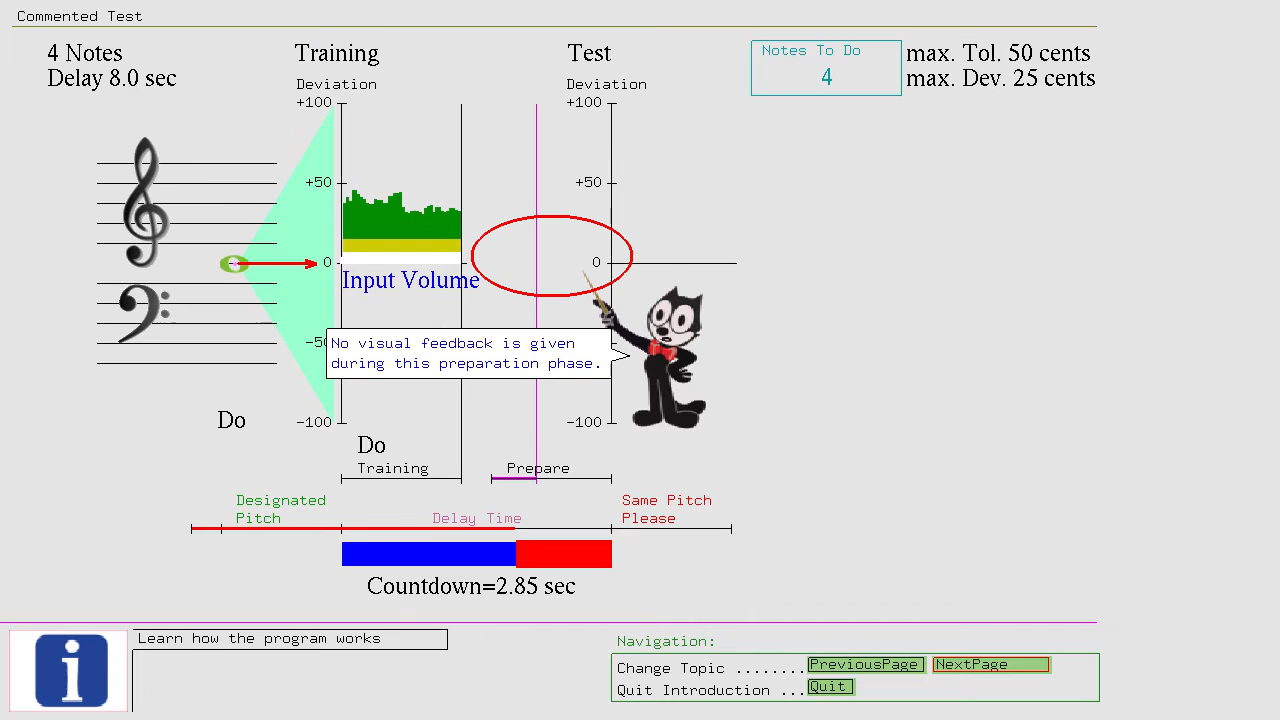 Commented Test
4 Notes
Delay 8.0 sec
Training
Test
Notes To Do
4
max. Tol. 50 cents
max. Dev. 25 cents
Deviation
+100
+50
0
-50
-100
Deviation
+100
+50
0
-100
Input Volume
No visual feedback is given
during this preparation phase.
Do
Do
Training
Prepare
Designated
Pitch
Delay Time
Same Pitch
Please
Countdown=2.85 sec
i
Learn how the program works
Navigation:
Change Topic ........PreviousPage NextPage
Quit Introduction ...Quit